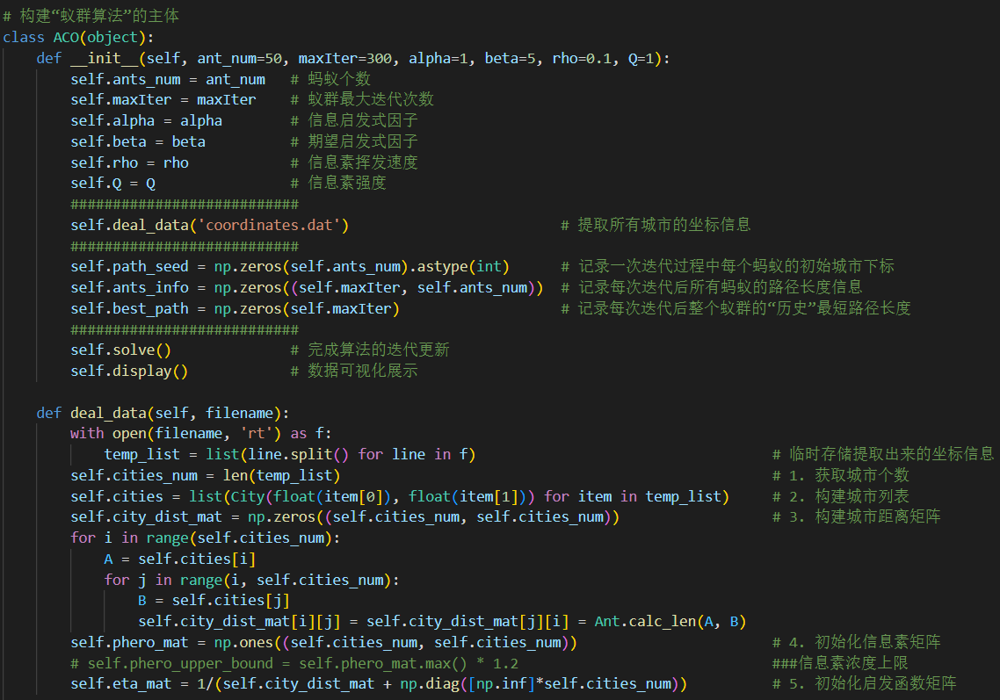 # 构建“蚁群算法”的主体
class ACO(object):
    def __init__(self, ant_num=50, maxIter=300, alpha=1, beta=5, rho=0.1, Q=1):
        self.ants_num = ant_num   # 蚂蚁个数
        self.maxIter = maxIter    # 蚁群最大迭代次数
        self.alpha = alpha        # 信息启发式因子
        self.beta = beta          # 期望启发式因子
        self.rho = rho            # 信息素挥发速度
        self.Q = Q                # 信息素强度
        ###########################
        self.deal_data('coordinates.dat')                         # 提取所有城市的坐标信息
        ###########################
        self.path_seed = np.zeros(self.ants_num).astype(int)      # 记录一次迭代过程中每个蚂蚁的初始城市下标
        self.ants_info = np.zeros((self.maxIter, self.ants_num))  # 记录每次迭代后所有蚂蚁的路径长度信息
        self.best_path = np.zeros(self.maxIter)                   # 记录每次迭代后整个蚁群的“历史”最短路径长度
        ###########################
        self.solve()              # 完成算法的迭代更新
        self.display()            # 数据可视化展示
    def deal_data(self, filename):
        with open(filename, 'rt') as f:
            temp_list = list(line.split() for line in f)                                   # 临时存储提取出来的坐标信息
        self.cities_num = len(temp_list)                                                   # 1. 获取城市个数
        self.cities = list(City(float(item[0]), float(item[1])) for item in temp_list)     # 2. 构建城市列表
        self.city_dist_mat = np.zeros((self.cities_num, self.cities_num))                  # 3. 构建城市距离矩阵
        for i in range(self.cities_num):
            A = self.cities[i]
            for j in range(i, self.cities_num):
                B = self.cities[j]
                self.city_dist_mat[i][j] = self.city_dist_mat[j][i] = Ant.calc_len(A, B)
        self.phero_mat = np.ones((self.cities_num, self.cities_num))                       # 4. 初始化信息素矩阵
        # self.phero_upper_bound = self.phero_mat.max() * 1.2                              ###信息素浓度上限
        self.eta_mat = 1/(self.city_dist_mat + np.diag([np.inf]*self.cities_num))          # 5. 初始化启发函数矩阵